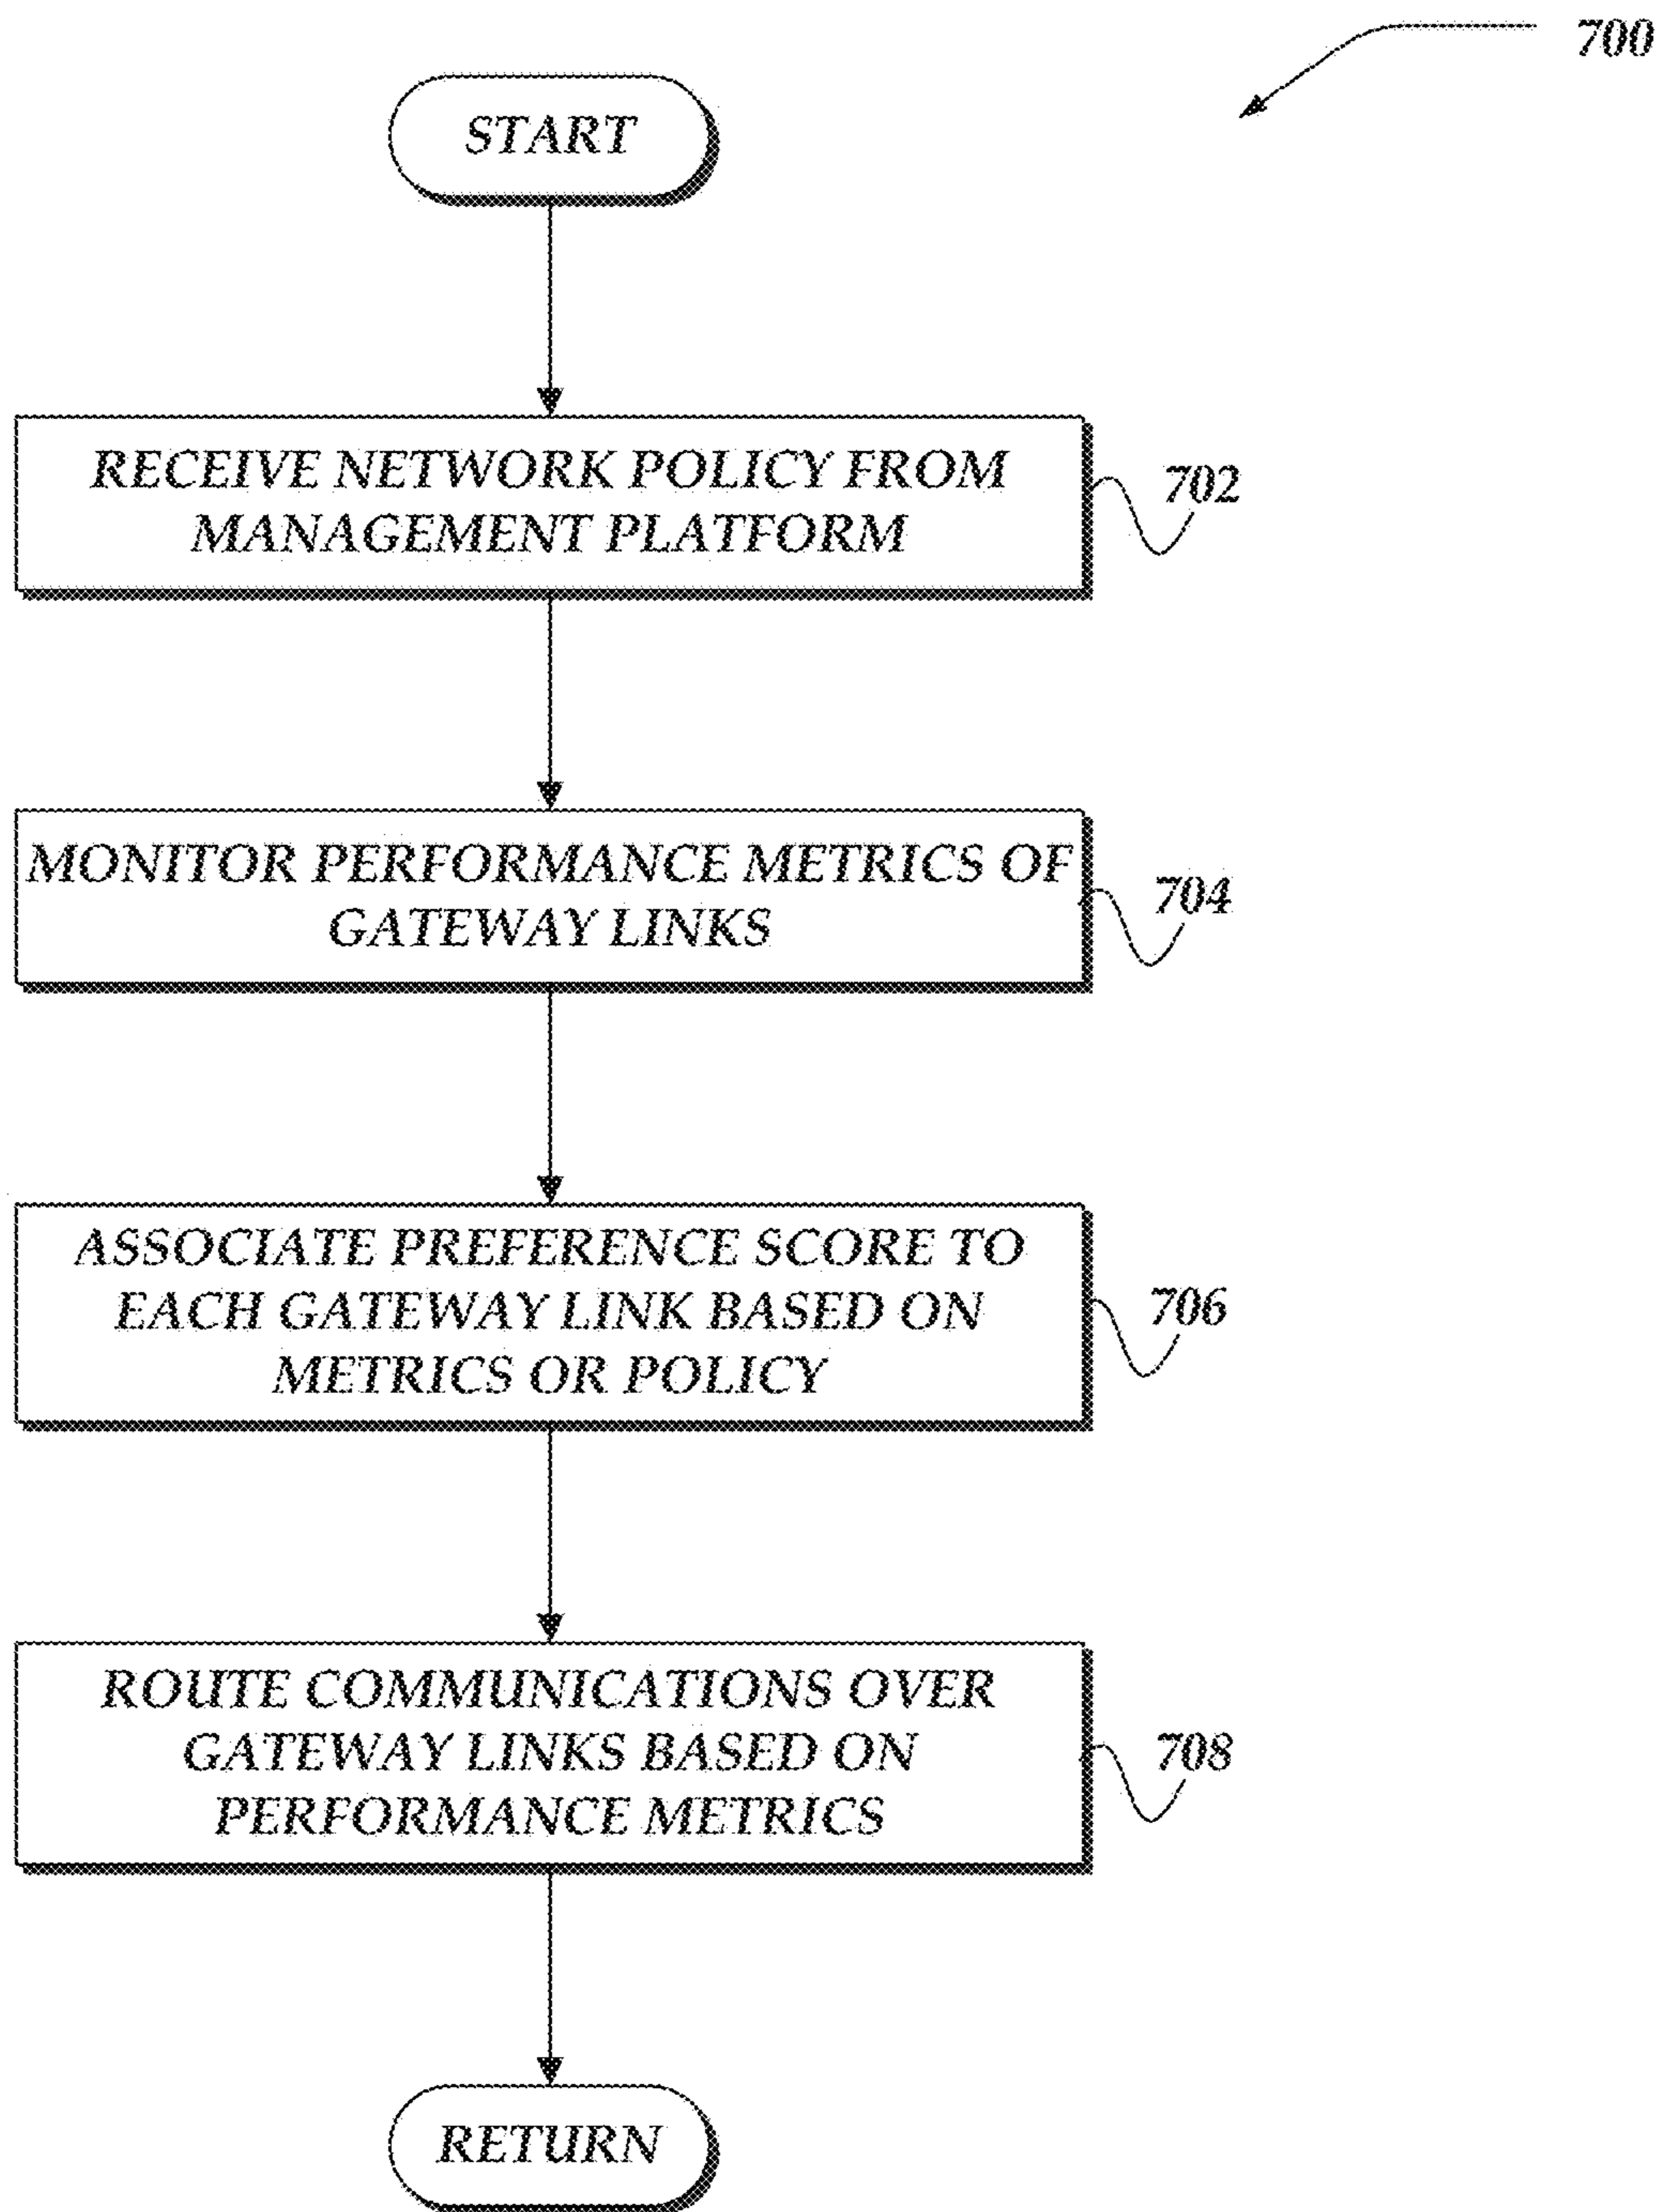 700
START
RECEIVE NETWORK POLICY FROM
MANAGEMENT PLATFORM
702
MONITOR PERFORMANCE METRICS OF
GATEWAY LINKS
704
ASSOCIATE PREFERENCE SCORE TO
EACH GATEWAY LINK BASED ON
METRICS OR POLICY
706
ROUTE COMMUNICATIONS OVER
GATEWAY LINKS BASED ON
PERFORMANCE METRICS
708
RETURN